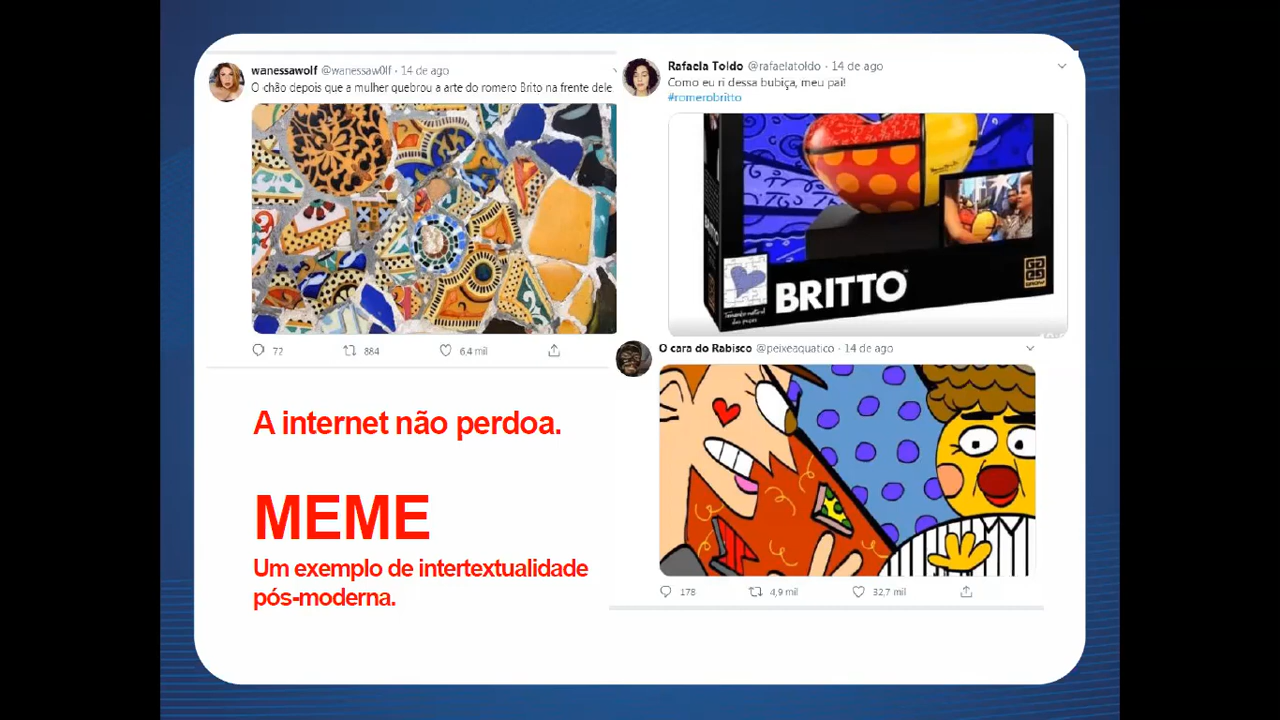 wanessawolf @wanessaw0lf · 14 de ago
O chão depois que a mulher quebrou a arte do romero Brito na frente dele
72 884 6,4 mil
Rafaela Toldo @rafaelatoldo · 14 de ago
Como eu ri dessa bubiça, meu pai!
#romerobritto
BRITTO
BRITTO
GROW
O cara do Rabisco @peixeaquatico · 14 de ago
178 4,9 mil 32,7 mil
A internet não perdoa.
MEME
Um exemplo de intertextualidade
pós-moderna.